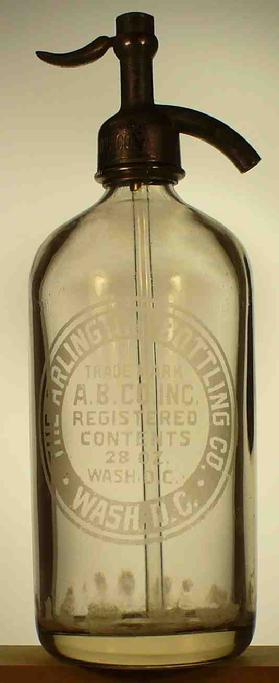 THE ARLINGTON BOTTLING CO.
TRADE MARK
A.B.CO.INC.
REGISTERED
CONTENTS
28 OZ.
WASH.D.C.
· WASH.D.C. ·